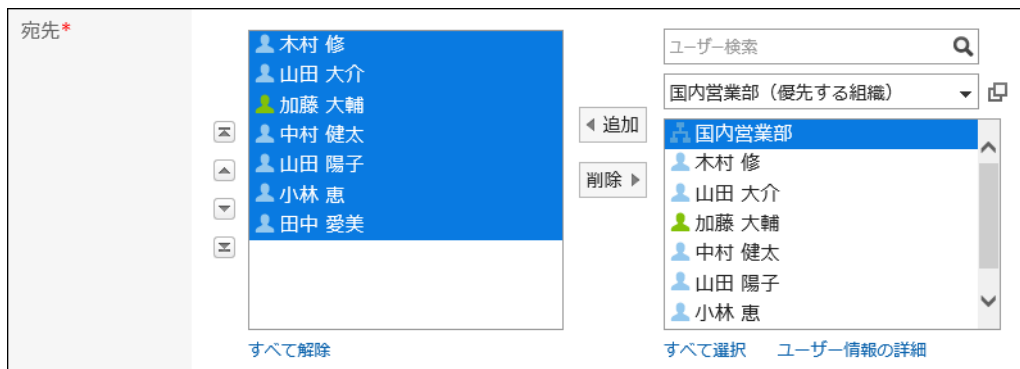 宛先*
木村 修
山田 大介
加藤 大輔
中村 健太
山田 陽子
小林 恵
田中 愛美
すべて解除
追加
削除
ユーザー検索
国内営業部（優先する組織）
国内営業部
木村 修
山田 大介
加藤 大輔
中村 健太
山田 陽子
小林 恵
すべて選択 ユーザー情報の詳細